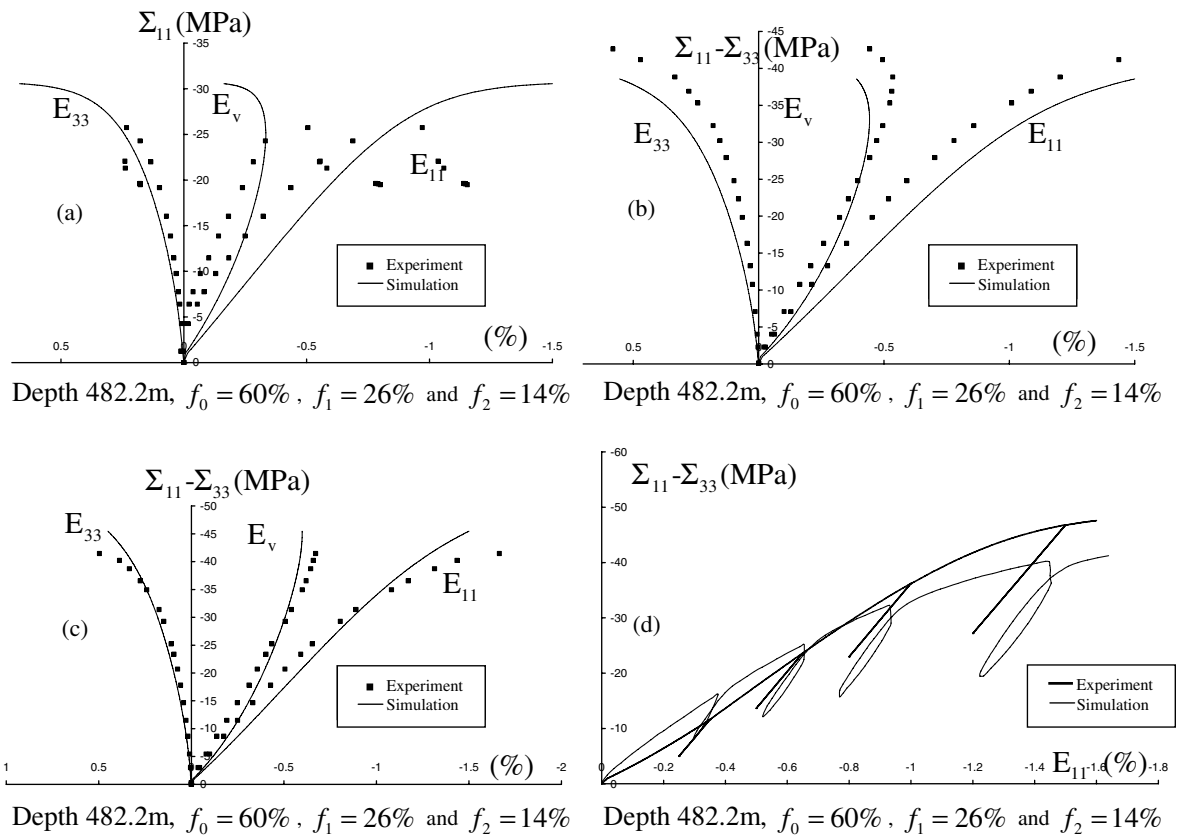 Σ11 (MPa)
-35
-30
-25
-20
-15
-10
-5
0
E33
Ev
E11
(a)
Experiment
Simulation
(%)
0.5
0
-0.5
-1
-1.5
Depth 482.2m, f0 = 60% , f1 = 26% and f2 = 14%
Σ11-Σ33 (MPa)
-45
-40
-35
-30
-25
-20
-15
-10
-5
0
E33
Ev
E11
(b)
Experiment
Simulation
(%)
0.5
0
-0.5
-1
-1.5
Depth 482.2m, f0 = 60% , f1 = 26% and f2 = 14%
Σ11-Σ33 (MPa)
-50
-45
-40
-35
-30
-25
-20
-15
-10
-5
0
E33
Ev
E11
(c)
Experiment
Simulation
(%)
1
0.5
0
-0.5
-1
-1.5
-2
Depth 482.2m, f0 = 60% , f1 = 26% and f2 = 14%
Σ11-Σ33 (MPa)
-60
-50
-40
-30
-20
-10
0
(d)
Experiment
Simulation
E11 (%)
0
-0.2
-0.4
-0.6
-0.8
-1
-1.2
-1.4
-1.6
-1.8
Depth 482.2m, f0 = 60% , f1 = 26% and f2 = 14%